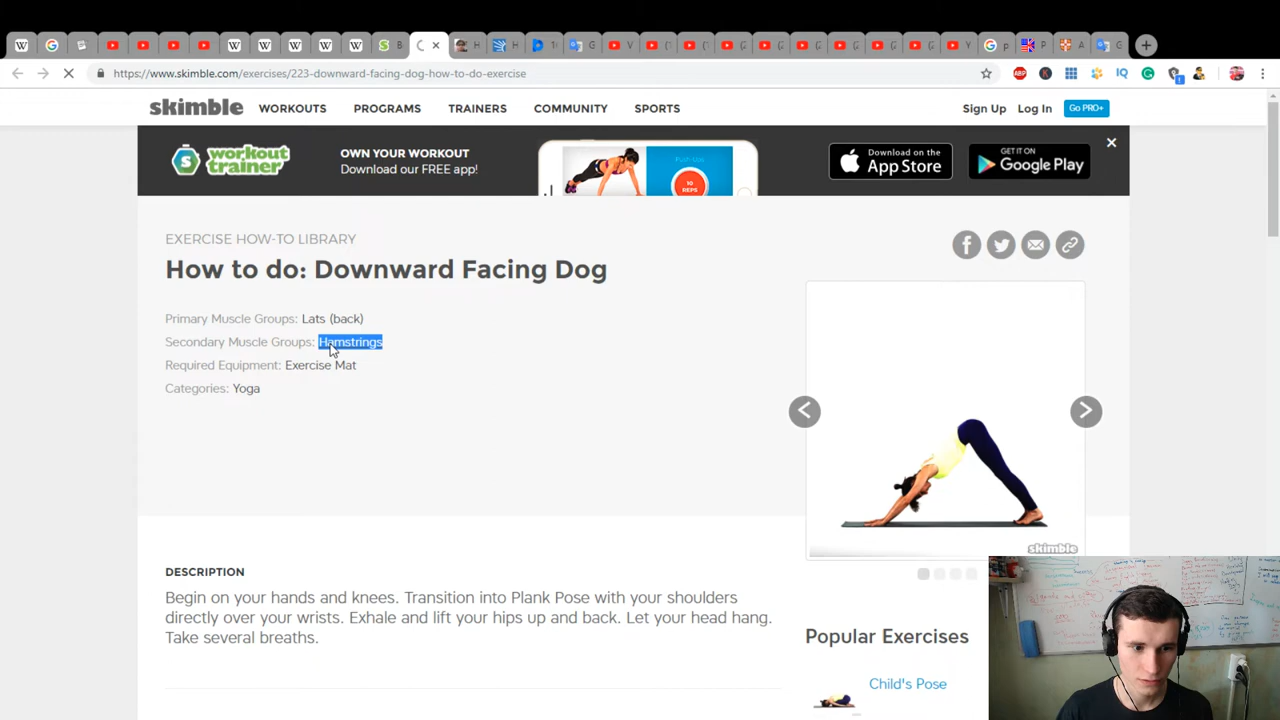 https://www.skimble.com/exercises/223-downward-facing-dog-how-to-do-exercise
skimble WORKOUTS PROGRAMS TRAINERS COMMUNITY SPORTS Sign Up Log In Go PRO+
workout trainer
OWN YOUR WORKOUT
Download our FREE app!
PUSH-UPS
10
REPS
Download on the
App Store
GET IT ON
Google Play
EXERCISE HOW-TO LIBRARY
How to do: Downward Facing Dog
Primary Muscle Groups: Lats (back)
Secondary Muscle Groups: Hamstrings
Required Equipment: Exercise Mat
Categories: Yoga
skimble
DESCRIPTION
Begin on your hands and knees. Transition into Plank Pose with your shoulders
directly over your wrists. Exhale and lift your hips up and back. Let your head hang.
Take several breaths.
Popular Exercises
Child's Pose